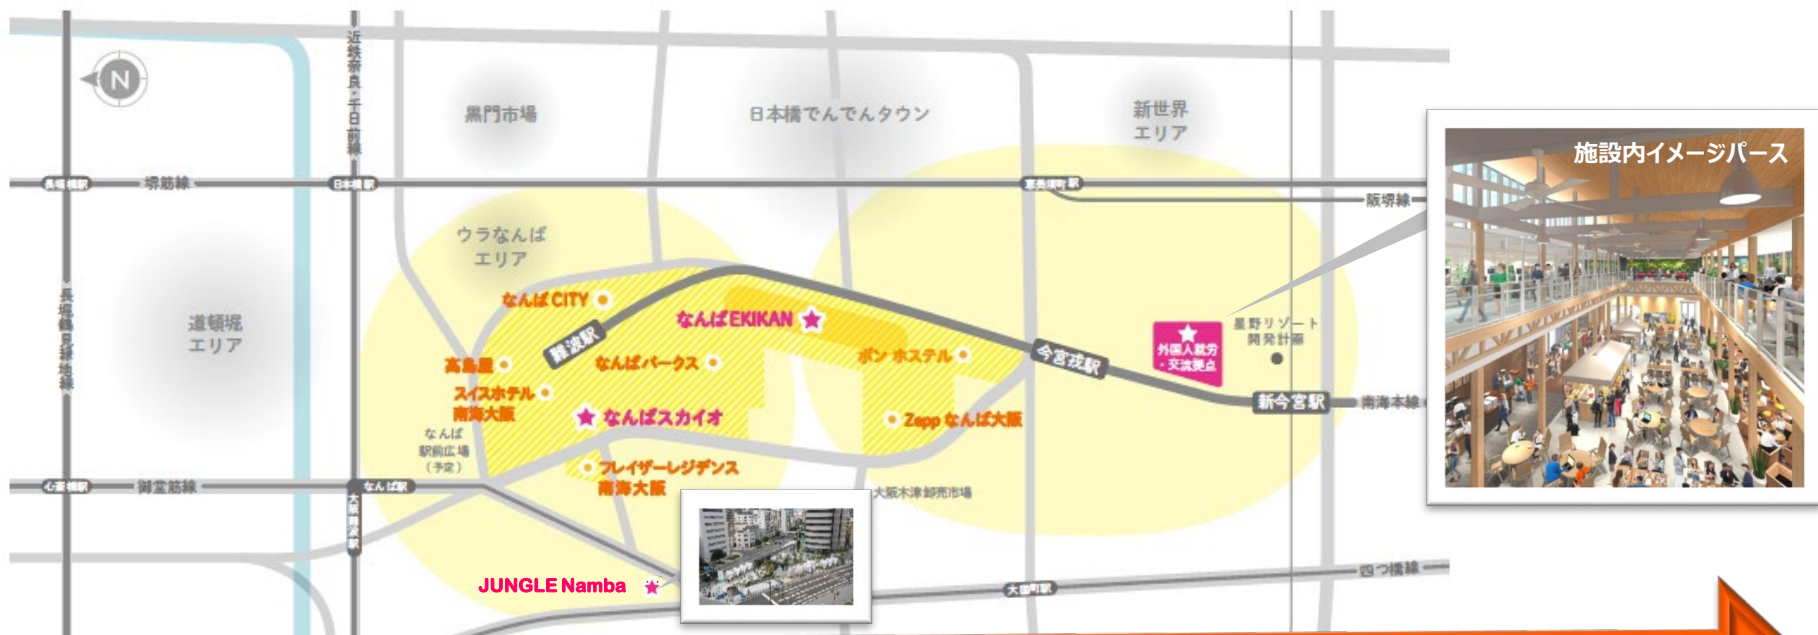 近鉄奈良・千日前線
N
黒門市場
日本橋でんでんタウン
新世界
エリア
施設内イメージパース
長堀橋駅
堺筋線
日本橋駅
恵美須町駅
阪堺線
ウラなんば
エリア
長堀鶴見緑地線
道頓堀
エリア
なんばCITY
難波駅
なんばEKIKAN
高島屋
なんばパークス
ポン ホステル
今宮戎駅
外国人就労
・交流拠点
星野リゾート
開発計画
スイスホテル
南海大阪
なんばスカイオ
Zepp なんば大阪
新今宮駅
南海本線
なんば
駅前広場
（予定）
フレイザーレジデンス
南海大阪
心斎橋駅
御堂筋線
なんば駅
大阪難波駅
大阪木津卸売市場
JUNGLE Namba
大国町駅
四つ橋線